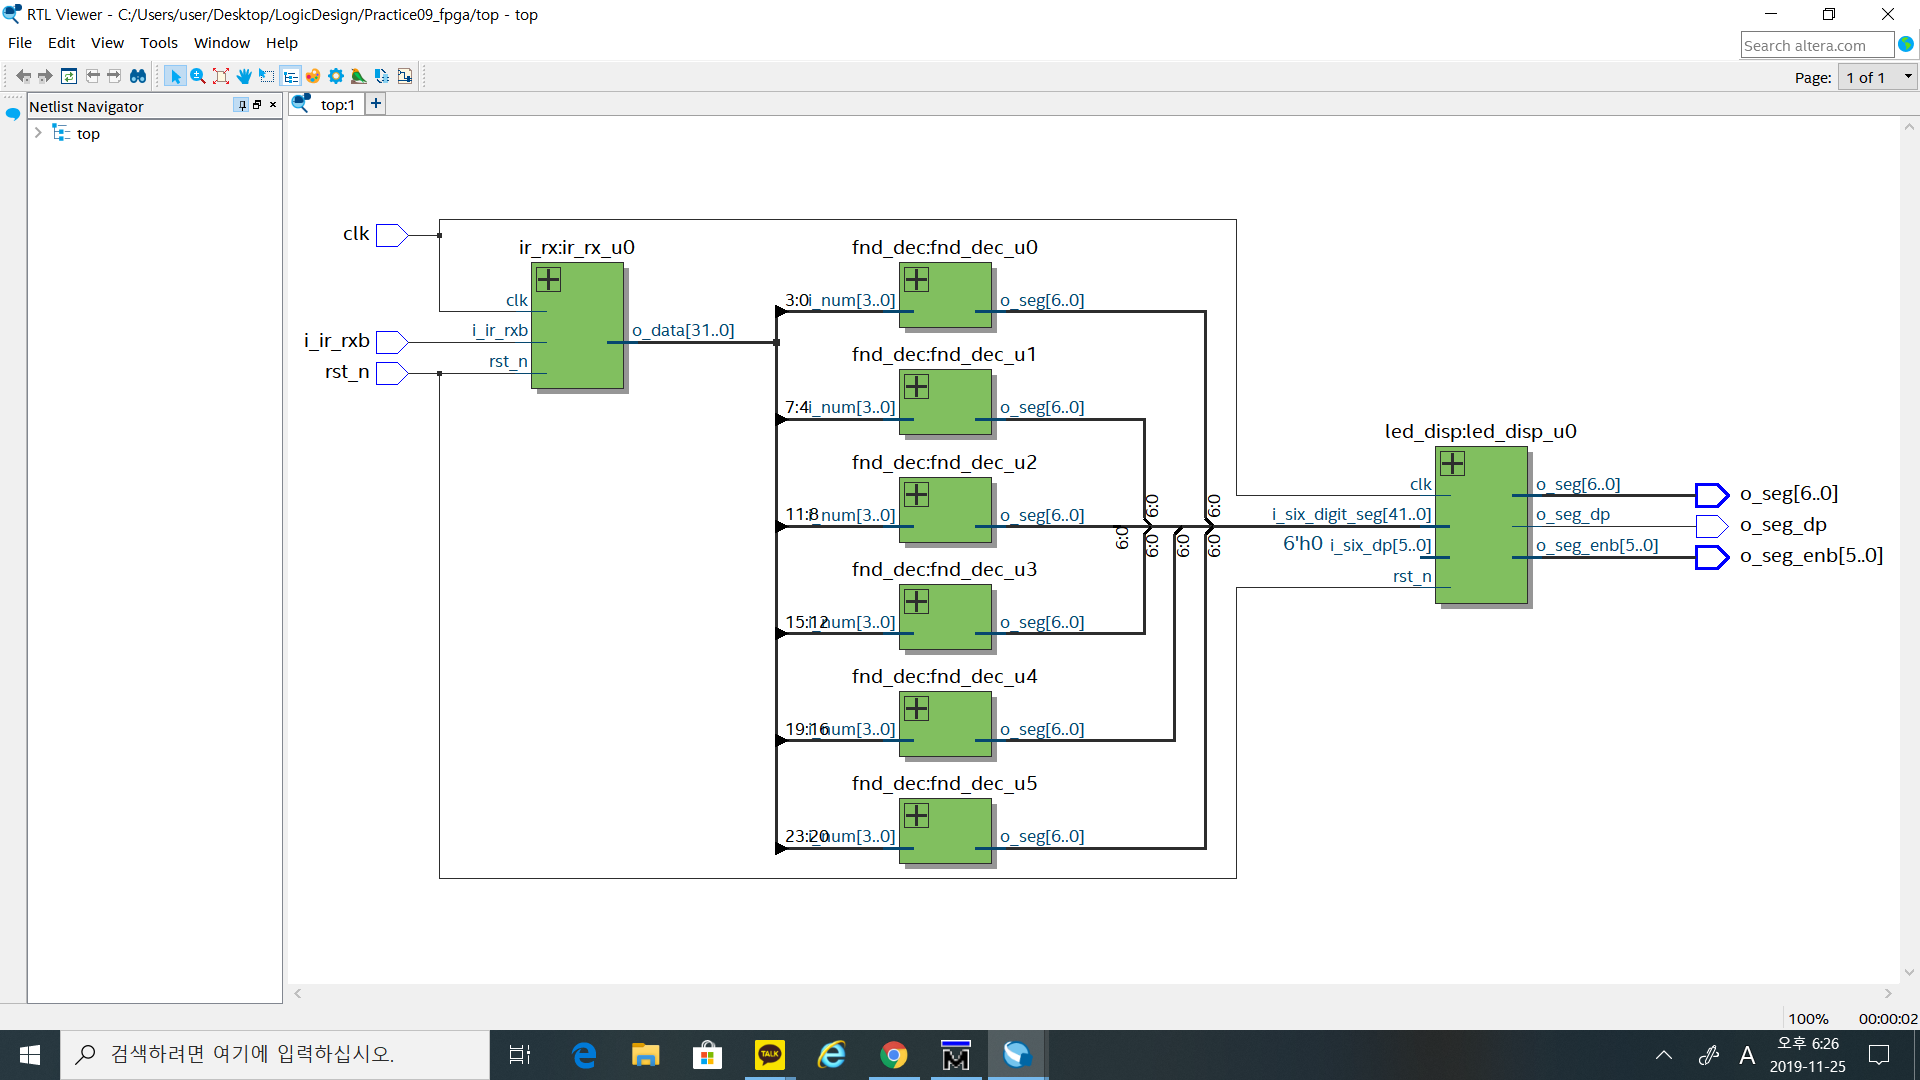 RTL Viewer - C:/Users/user/Desktop/LogicDesign/Practice09_fpga/top - top
File Edit View Tools Window Help
Search altera.com
Page: 1 of 1
Netlist Navigator
top:1
top
clk
i_ir_rxb
rst_n
ir_rx:ir_rx_u0
clk
i_ir_rxb
rst_n
o_data[31..0]
fnd_dec:fnd_dec_u0
3:0 i_num[3..0] o_seg[6..0]
fnd_dec:fnd_dec_u1
7:4 i_num[3..0] o_seg[6..0]
fnd_dec:fnd_dec_u2
11:8 i_num[3..0] o_seg[6..0]
fnd_dec:fnd_dec_u3
15:12 i_num[3..0] o_seg[6..0]
fnd_dec:fnd_dec_u4
19:16 i_num[3..0] o_seg[6..0]
fnd_dec:fnd_dec_u5
23:20 i_num[3..0] o_seg[6..0]
6:0
6:0
6:0
6:0
6:0
6:0
led_disp:led_disp_u0
clk
i_six_digit_seg[41..0]
6'h0 i_six_dp[5..0]
rst_n
o_seg[6..0]
o_seg_dp
o_seg_enb[5..0]
o_seg[6..0]
o_seg_dp
o_seg_enb[5..0]
100% 00:00:02
검색하려면 여기에 입력하십시오.
TALK
A
오후 6:26
2019-11-25